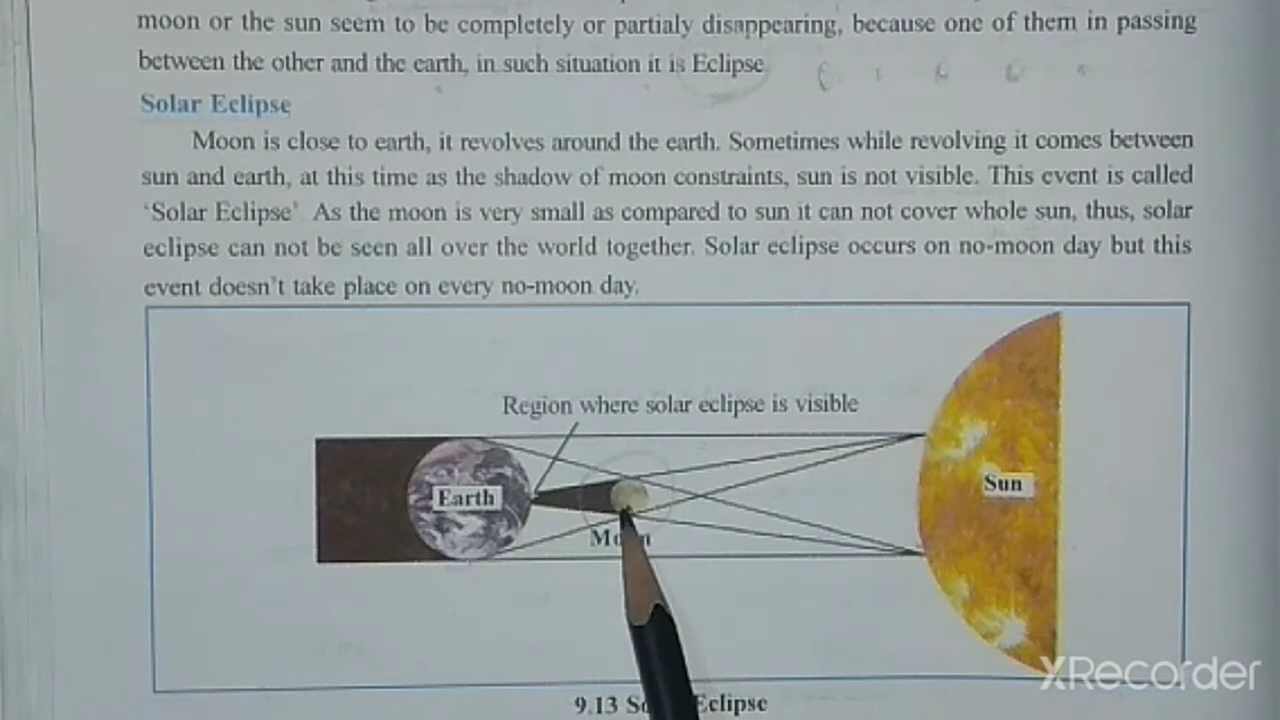 moon or the sun seem to be completely or partialy disappearing, because one of them in passing
between the other and the earth, in such situation it is Eclipse
Solar Eclipse
Moon is close to earth, it revolves around the earth. Sometimes while revolving it comes between
sun and earth, at this time as the shadow of moon constraints, sun is not visible. This event is called
‘Solar Eclipse’ As the moon is very small as compared to sun it can not cover whole sun, thus, solar
eclipse can not be seen all over the world together. Solar eclipse occurs on no-moon day but this
event doesn't take place on every no-moon day.
Region where solar eclipse is visible
Earth
Sun
9.13 Eclipse
XRecorder